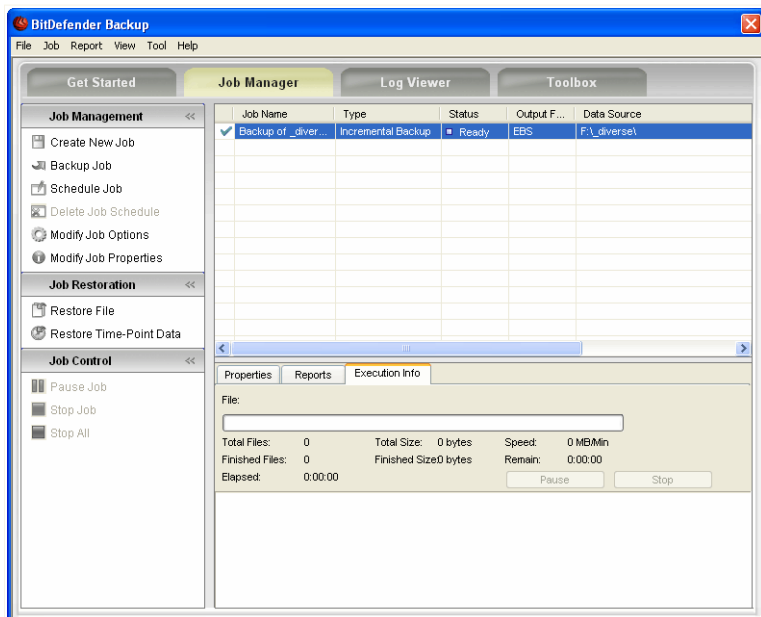 BitDefender Backup
File Job Report View Tool Help
Get Started Job Manager Log Viewer Toolbox
Job Management
Create New Job
Backup Job
Schedule Job
Delete Job Schedule
Modify Job Options
Modify Job Properties
Job Restoration
Restore File
Restore Time-Point Data
Job Control
Pause Job
Stop Job
Stop All
Job Name Type Status Output F... Data Source
Backup of _diver... Incremental Backup Ready EBS F:\_diverse\
Properties Reports Execution Info
File:
Total Files: 0 Total Size: 0 bytes Speed: 0 MB/Min
Finished Files: 0 Finished Size:0 bytes Remain: 0:00:00
Elapsed: 0:00:00 Pause Stop